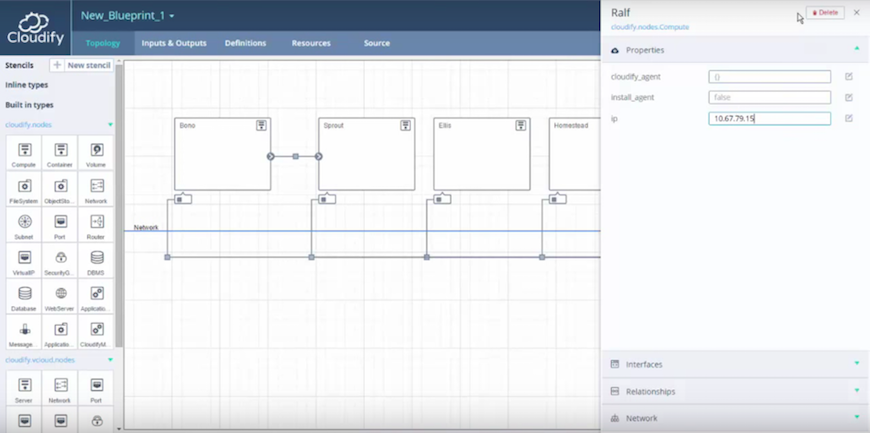 Cloudify
New_Blueprint_1
Topology
Inputs & Outputs
Definitions
Resources
Source
Stencils
+ New stencil
Inline types
Built in types
cloudify.nodes
Compute
Container
Volume
FileSystem
ObjectSto...
Network
Subnet
Port
Router
VirtualIP
SecurityG...
DBMS
Database
WebServer
Applicatio...
Message...
Applicatio...
CloudifyM...
cloudify.vcloud.nodes
Server
Network
Port
Bono
Sprout
Ellis
Homestead
Network
Ralf
Delete
cloudify.nodes.Compute
Properties
cloudify_agent
{}
install_agent
false
ip
10.67.79.15
Interfaces
Relationships
Network